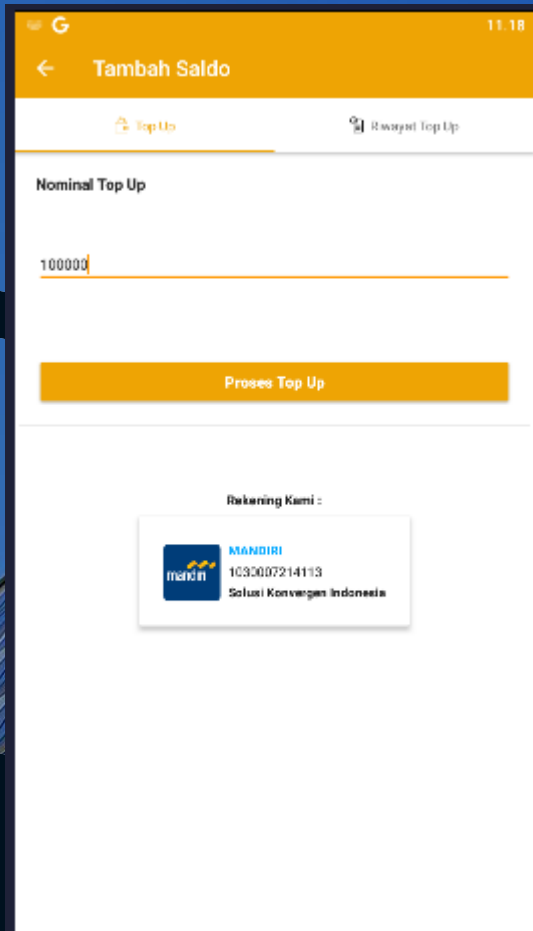 G 11.18
Tambah Saldo
Top Up
Riwayat Top Up
Nominal Top Up
100000
Proses Top Up
Rekening Kami :
mandiri
MANDIRI
1030007214113
Solusi Konvergen Indonesia